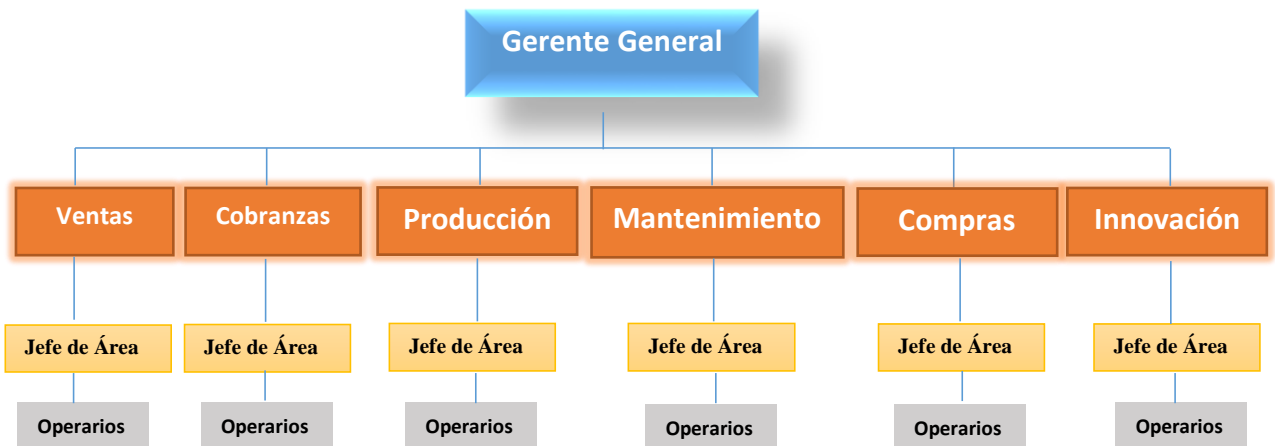 Gerente General
Ventas
Cobranzas
Producción
Mantenimiento
Compras
Innovación
Jefe de Área
Jefe de Área
Jefe de Área
Jefe de Área
Jefe de Área
Jefe de Área
Operarios
Operarios
Operarios
Operarios
Operarios
Operarios